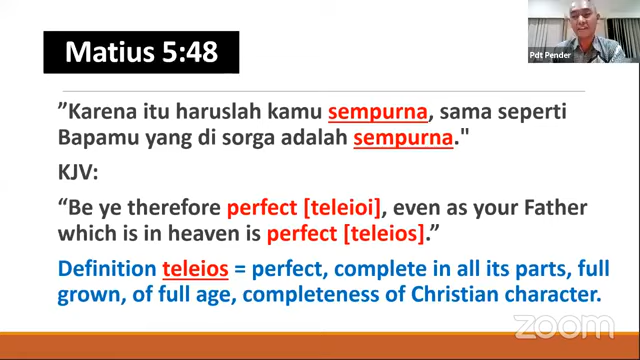 Matius 5:48
Pdt Pender
"Karena itu haruslah kamu sempurna, sama seperti
Bapamu yang di sorga adalah sempurna."
KJV:
“Be ye therefore perfect [teleioi], even as your Father
which is in heaven is perfect [teleios].”
Definition teleios = perfect, complete in all its parts, full
grown, of full age, completeness of Christian character.
zoom